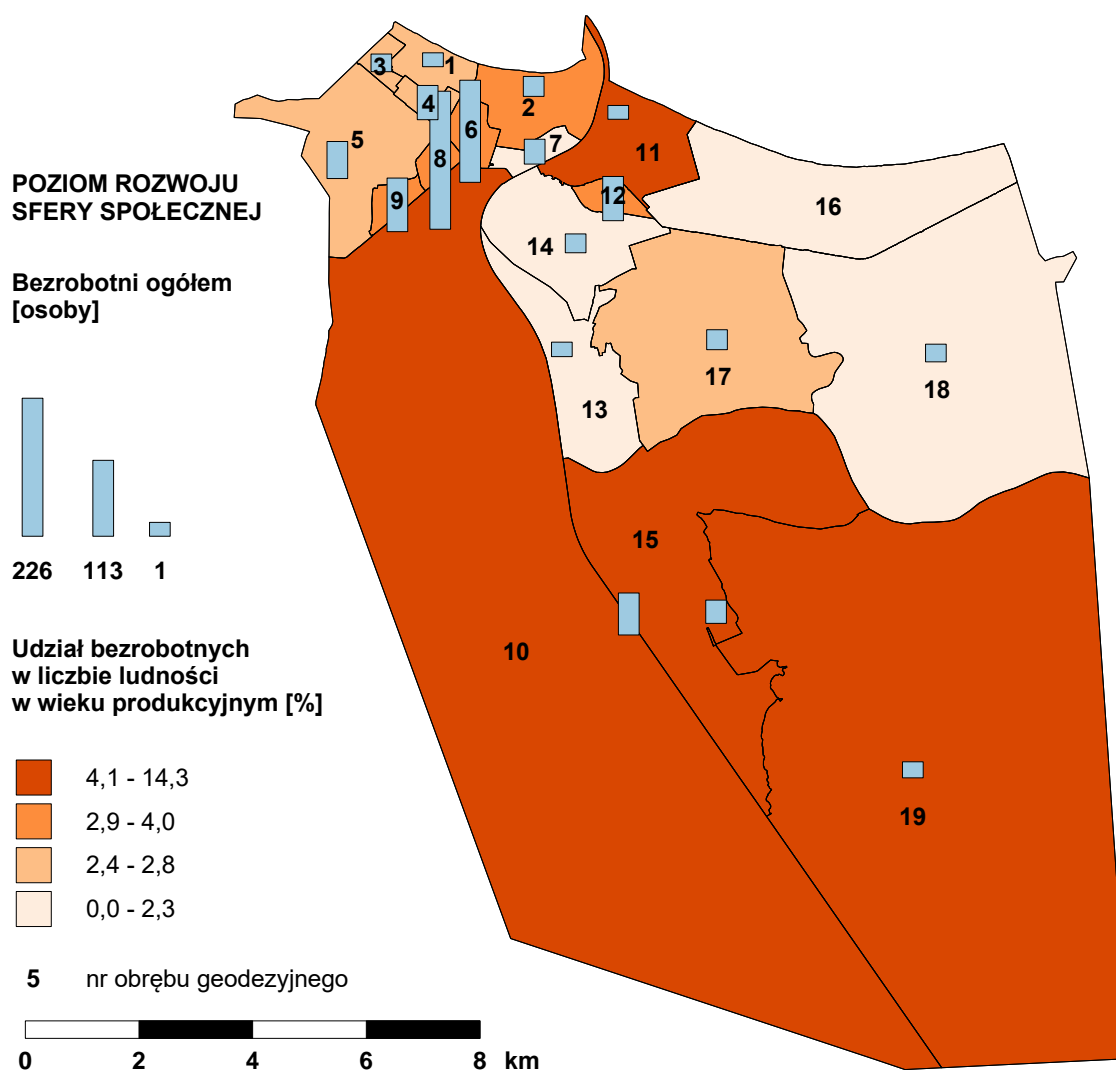 POZIOM ROZWOJU
SFERY SPOŁECZNEJ
Bezrobotni ogółem
[osoby]
226 113 1
Udział bezrobotnych
w liczbie ludności
w wieku produkcyjnym [%]
4,1 - 14,3
2,9 - 4,0
2,4 - 2,8
0,0 - 2,3
5 nr obrębu geodezyjnego
0 2 4 6 8 km
3
1
4
2
6
5
7
8
11
9
12
16
14
17
18
13
15
10
19